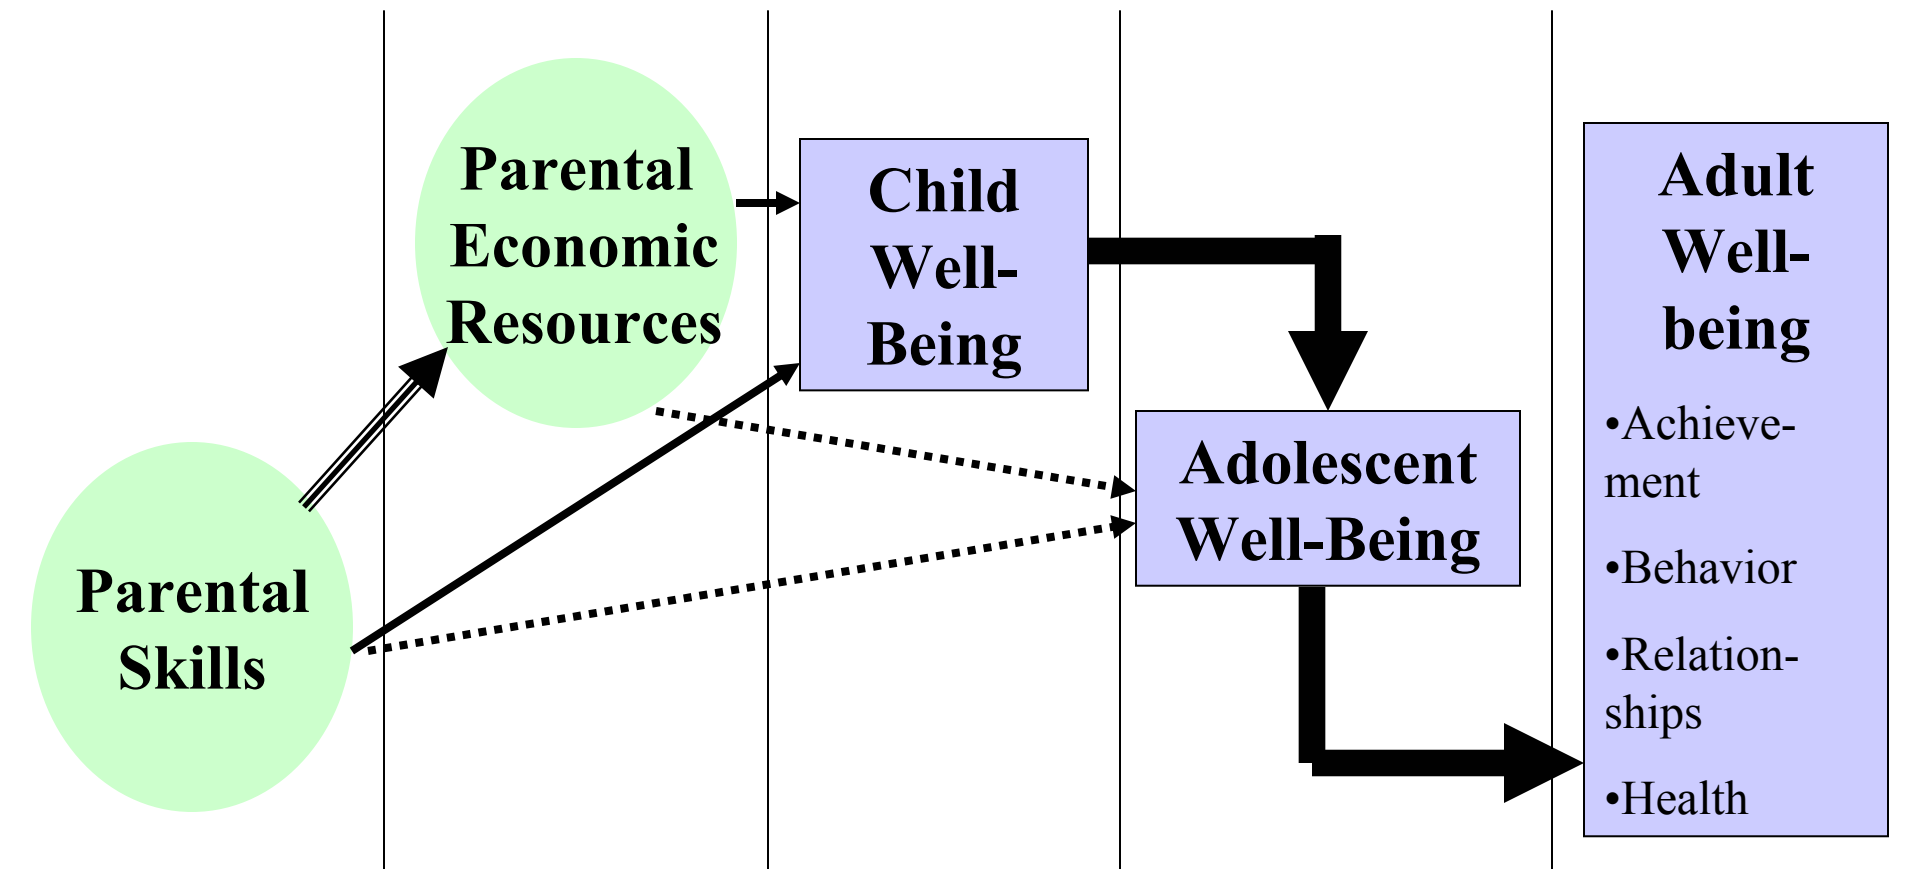 Parental
Economic
Resources
Parental
Skills
Child
Well-
Being
Adolescent
Well-Being
Adult
Well-
being
•Achieve-
ment
•Behavior
•Relation-
ships
•Health